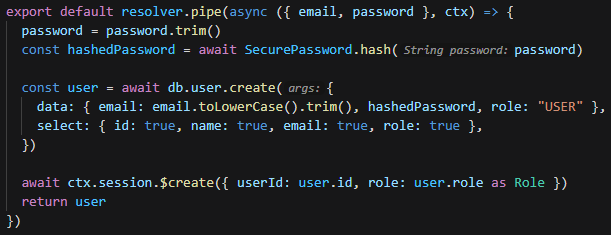 export default resolver.pipe(async ({ email, password }, ctx) => {
  password = password.trim()
  const hashedPassword = await SecurePassword.hash( String password: password)

  const user = await db.user.create( args: {
    data: { email: email.toLowerCase().trim(), hashedPassword, role: "USER" },
    select: { id: true, name: true, email: true, role: true },
  })

  await ctx.session.$create({ userId: user.id, role: user.role as Role })
  return user
})